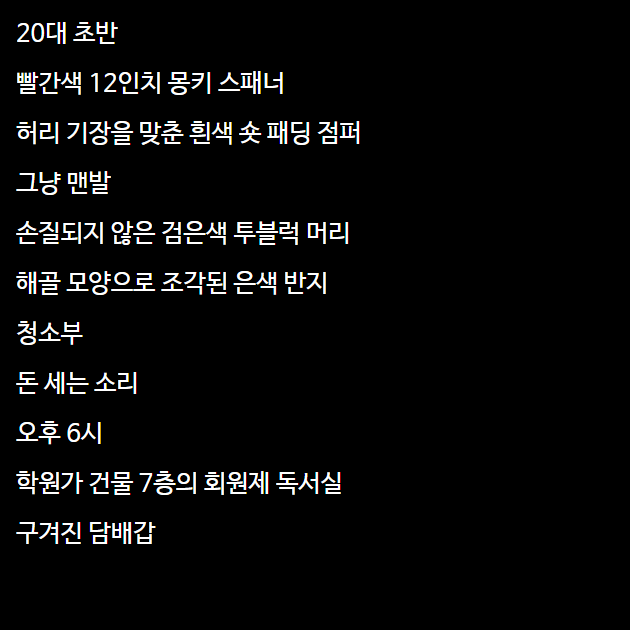 20대 초반
빨간색 12인치 몽키 스패너
허리 기장을 맞춘 흰색 숏 패딩 점퍼
그냥 맨발
손질되지 않은 검은색 투블럭 머리
해골 모양으로 조각된 은색 반지
청소부
돈 세는 소리
오후 6시
학원가 건물 7층의 회원제 독서실
구겨진 담배갑